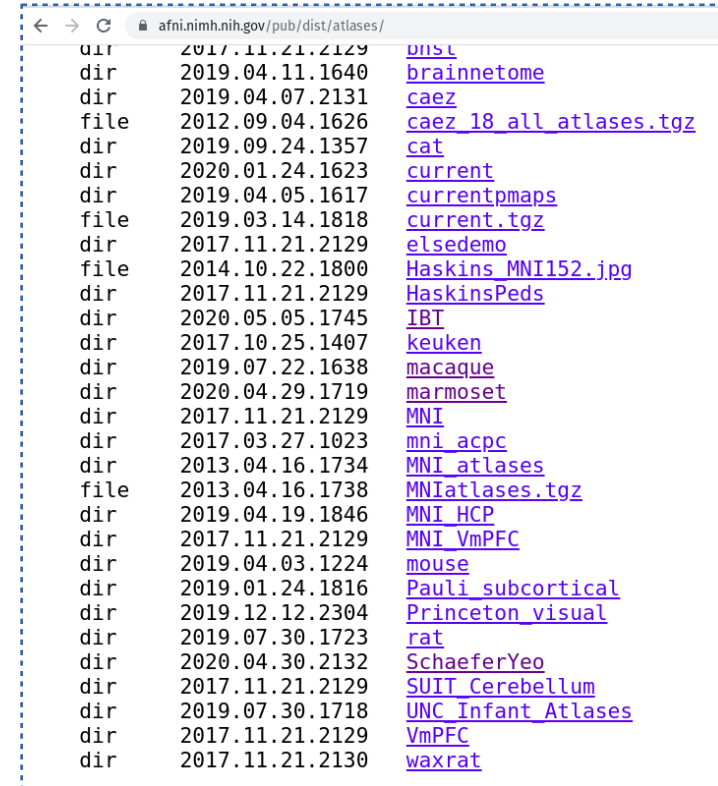 afni.nimh.nih.gov/pub/dist/atlases/
dir 2017.11.21.2129 bnst
dir 2019.04.11.1640 brainnetome
dir 2019.04.07.2131 caez
file 2012.09.04.1626 caez_18_all_atlases.tgz
dir 2019.09.24.1357 cat
dir 2020.01.24.1623 current
dir 2019.04.05.1617 currentpmaps
file 2019.03.14.1818 current.tgz
dir 2017.11.21.2129 elsedemo
file 2014.10.22.1800 Haskins_MNI152.jpg
dir 2017.11.21.2129 HaskinsPeds
dir 2020.05.05.1745 IBT
dir 2017.10.25.1407 keuken
dir 2019.07.22.1638 macaque
dir 2020.04.29.1719 marmoset
dir 2017.11.21.2129 MNI
dir 2017.03.27.1023 mni_acpc
dir 2013.04.16.1734 MNI_atlases
file 2013.04.16.1738 MNIatlases.tgz
dir 2019.04.19.1846 MNI_HCP
dir 2017.11.21.2129 MNI_VmPFC
dir 2019.04.03.1224 mouse
dir 2019.01.24.1816 Pauli_subcortical
dir 2019.12.12.2304 Princeton_visual
dir 2019.07.30.1723 rat
dir 2020.04.30.2132 SchaeferYeo
dir 2017.11.21.2129 SUIT_Cerebellum
dir 2019.07.30.1718 UNC_Infant_Atlases
dir 2017.11.21.2129 VmPFC
dir 2017.11.21.2130 waxrat